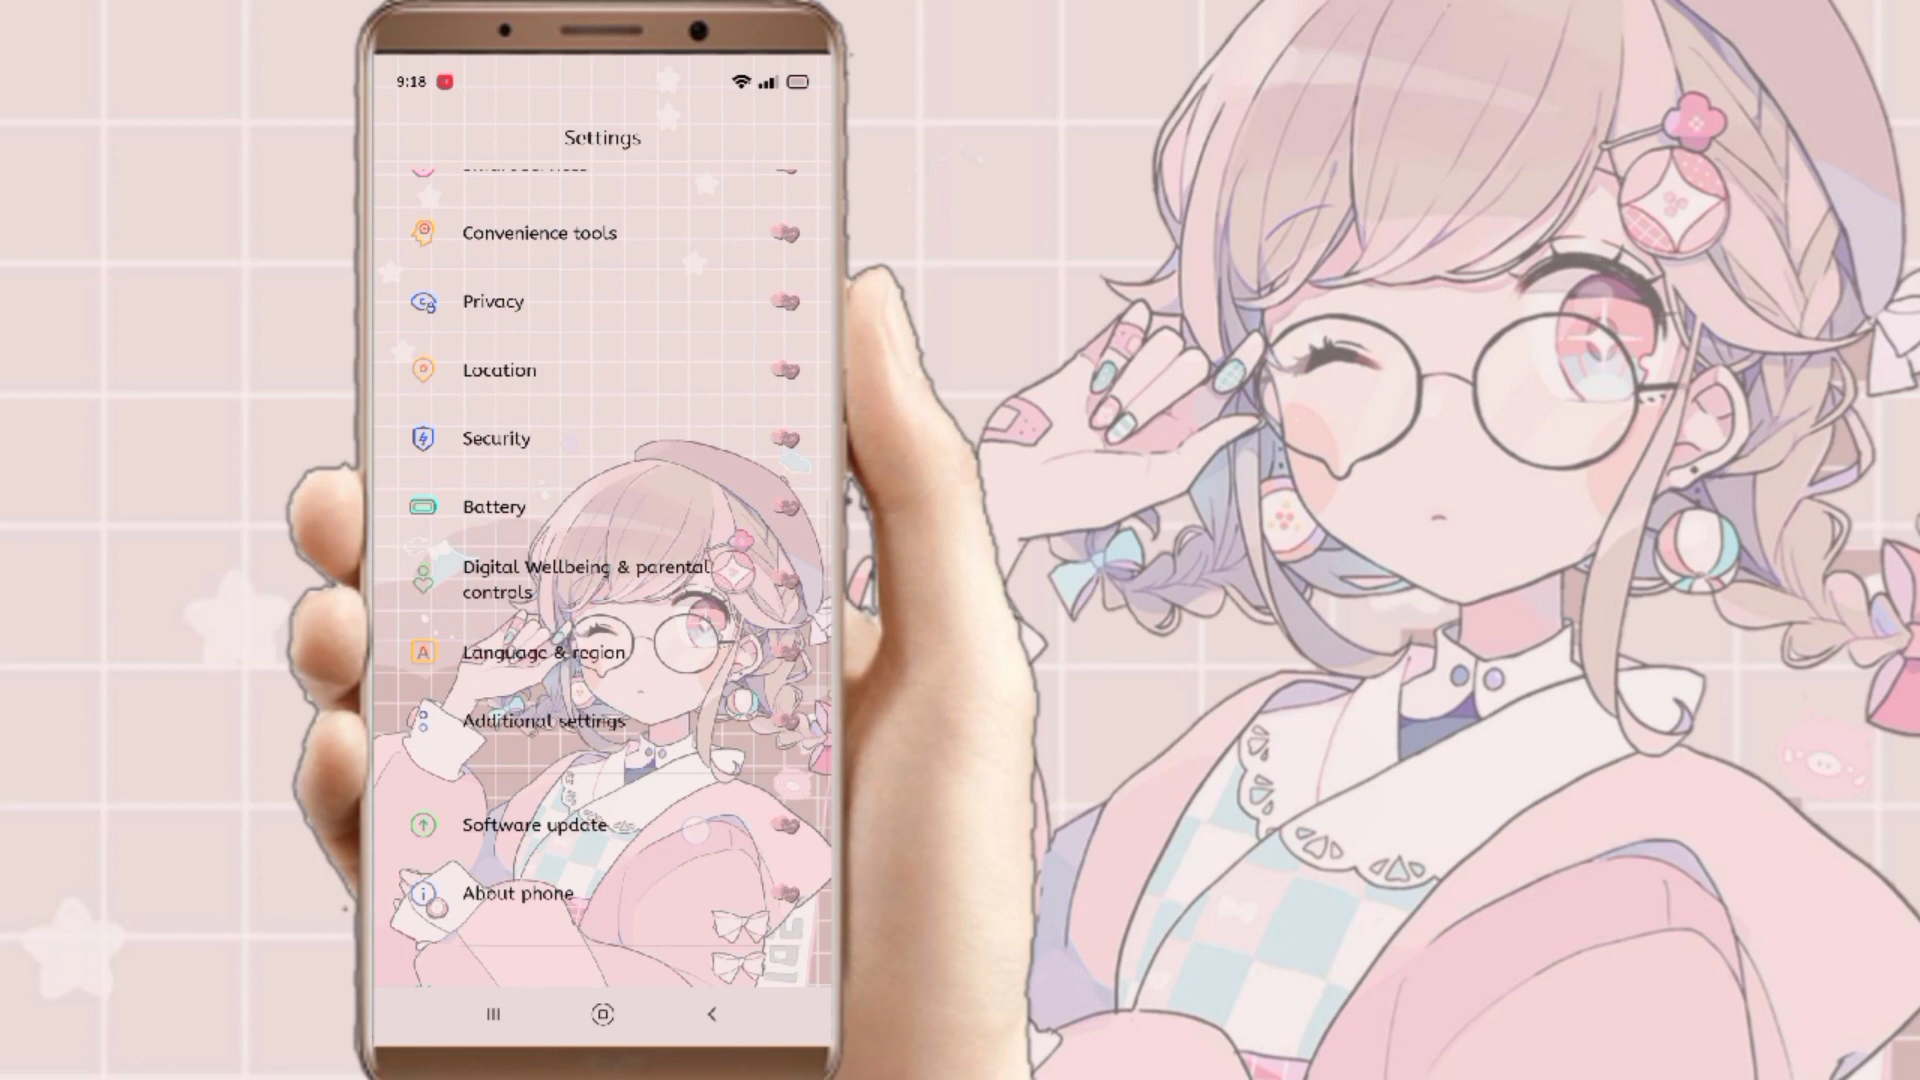 9:18
Settings
Convenience tools
Privacy
Location
Security
Battery
Digital Wellbeing & parental
controls
A
Language & region
Additional settings
Software update
About phone